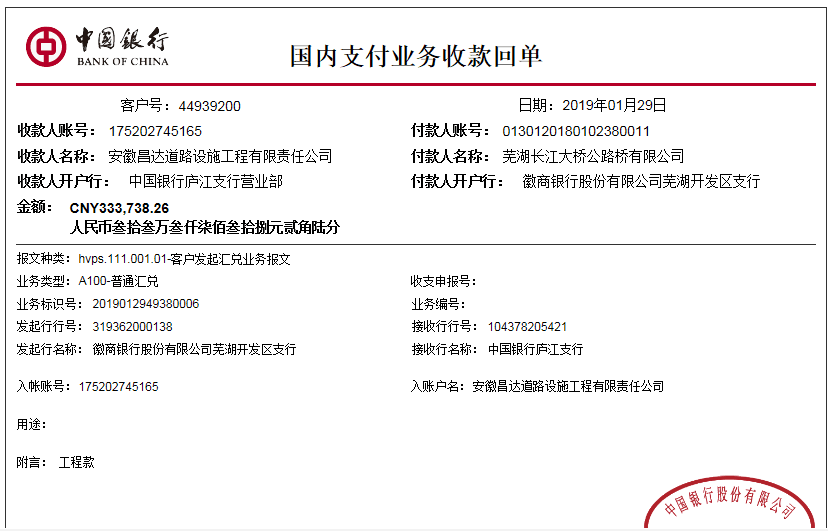 中国银行
BANK OF CHINA
国内支付业务收款回单
客户号：44939200 日期：2019年01月29日
收款人账号：175202745165 付款人账号：0130120180102380011
收款人名称：安徽昌达道路设施工程有限责任公司 付款人名称：芜湖长江大桥公路桥有限公司
收款人开户行：中国银行庐江支行营业部 付款人开户行：徽商银行股份有限公司芜湖开发区支行
金额：CNY333,738.26
人民币叁拾叁万叁仟柒佰叁拾捌元贰角陆分
报文种类：hvps.111.001.01-客户发起汇兑业务报文
业务类型：A100-普通汇兑 收支申报号：
业务标识号：2019012949380006 业务编号：
发起行行号：319362000138 接收行行号：104378205421
发起行名称：徽商银行股份有限公司芜湖开发区支行 接收行名称：中国银行庐江支行
入帐账号：175202745165 入账户名：安徽昌达道路设施工程有限责任公司
用途：
附言：工程款
中国银行股份有限公司